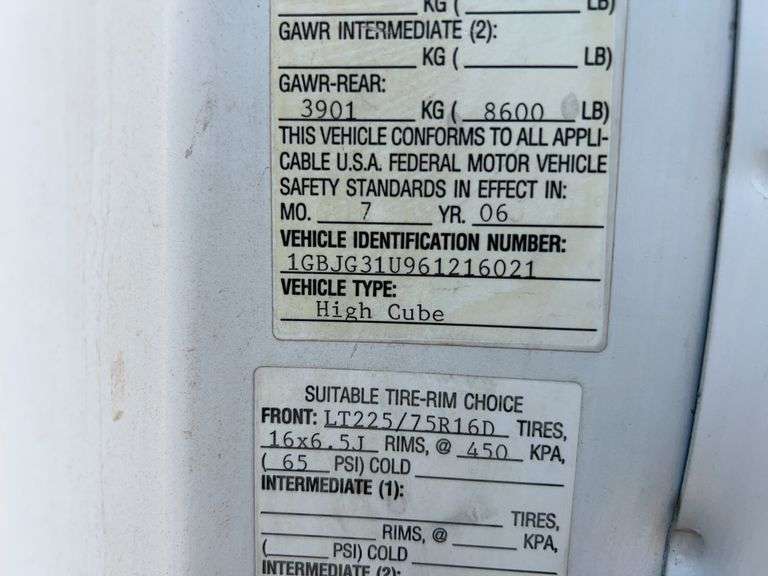 KG ( LB)
GAWR INTERMEDIATE (2):
KG ( LB)
GAWR-REAR:
3901 KG ( 8600 LB)
THIS VEHICLE CONFORMS TO ALL APPLI-
CABLE U.S.A. FEDERAL MOTOR VEHICLE
SAFETY STANDARDS IN EFFECT IN:
MO. 7 YR. 06
VEHICLE IDENTIFICATION NUMBER:
1GBJG31U961216021
VEHICLE TYPE:
High Cube
SUITABLE TIRE-RIM CHOICE
FRONT: LT225/75R16D TIRES,
16x6.5J RIMS, @ 450 KPA,
( 65 PSI) COLD
INTERMEDIATE (1):
TIRES,
RIMS, @ KPA,
( PSI) COLD
INTERMEDIATE (2):